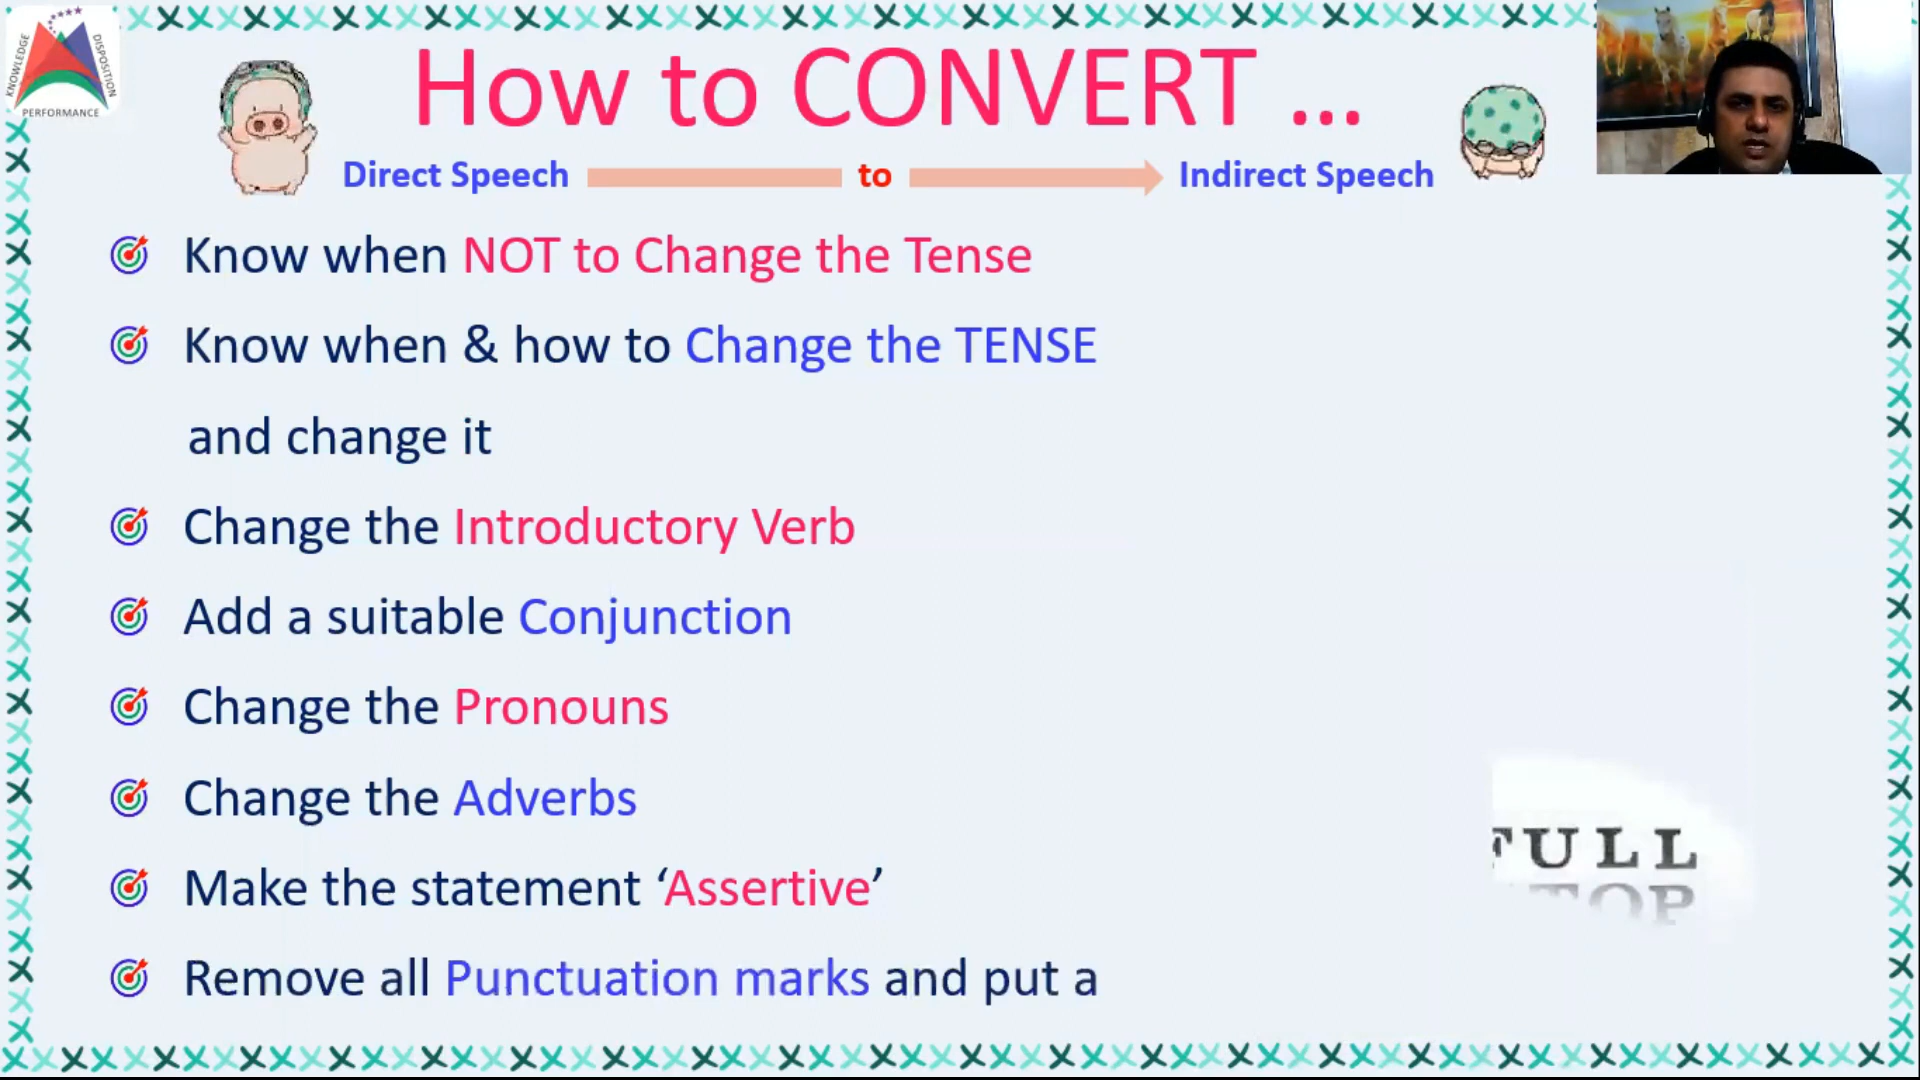 KNOWLEDGE
DISPOSITION
PERFORMANCE
How to CONVERT ...
Direct Speech to Indirect Speech
Know when NOT to Change the Tense
Know when & how to Change the TENSE
and change it
Change the Introductory Verb
Add a suitable Conjunction
Change the Pronouns
Change the Adverbs
Make the statement ‘Assertive’
Remove all Punctuation marks and put a
FULL